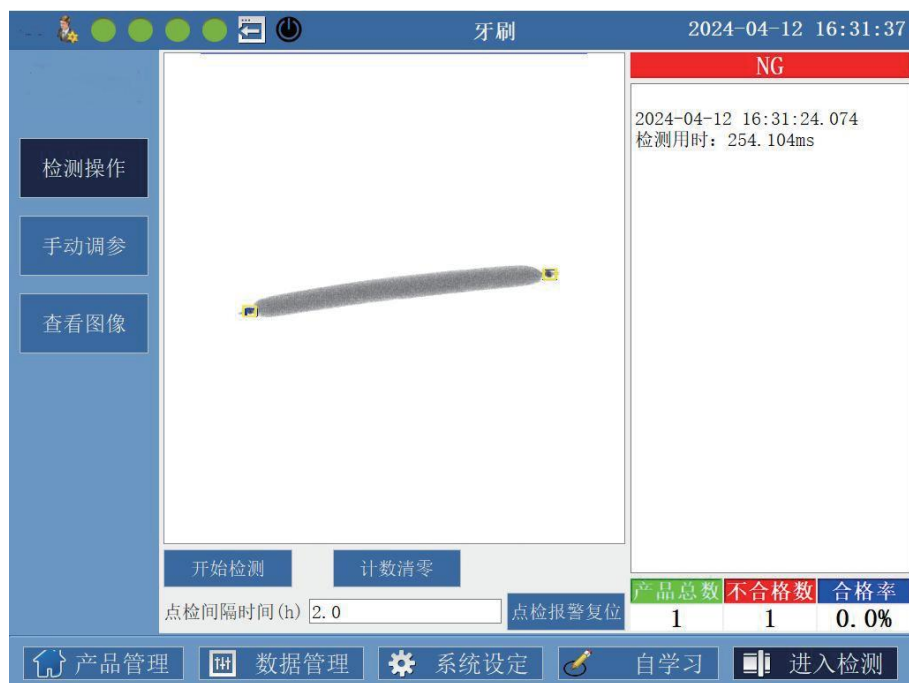 牙刷
2024-04-12 16:31:37
NG
2024-04-12 16:31:24.074
检测用时: 254.104ms
检测操作
手动调参
查看图像
开始检测
计数清零
点检间隔时间(h) 2.0
点检报警复位
产品总数 不合格数 合格率
1 1 0.0%
产品管理 数据管理 系统设定 自学习 进入检测